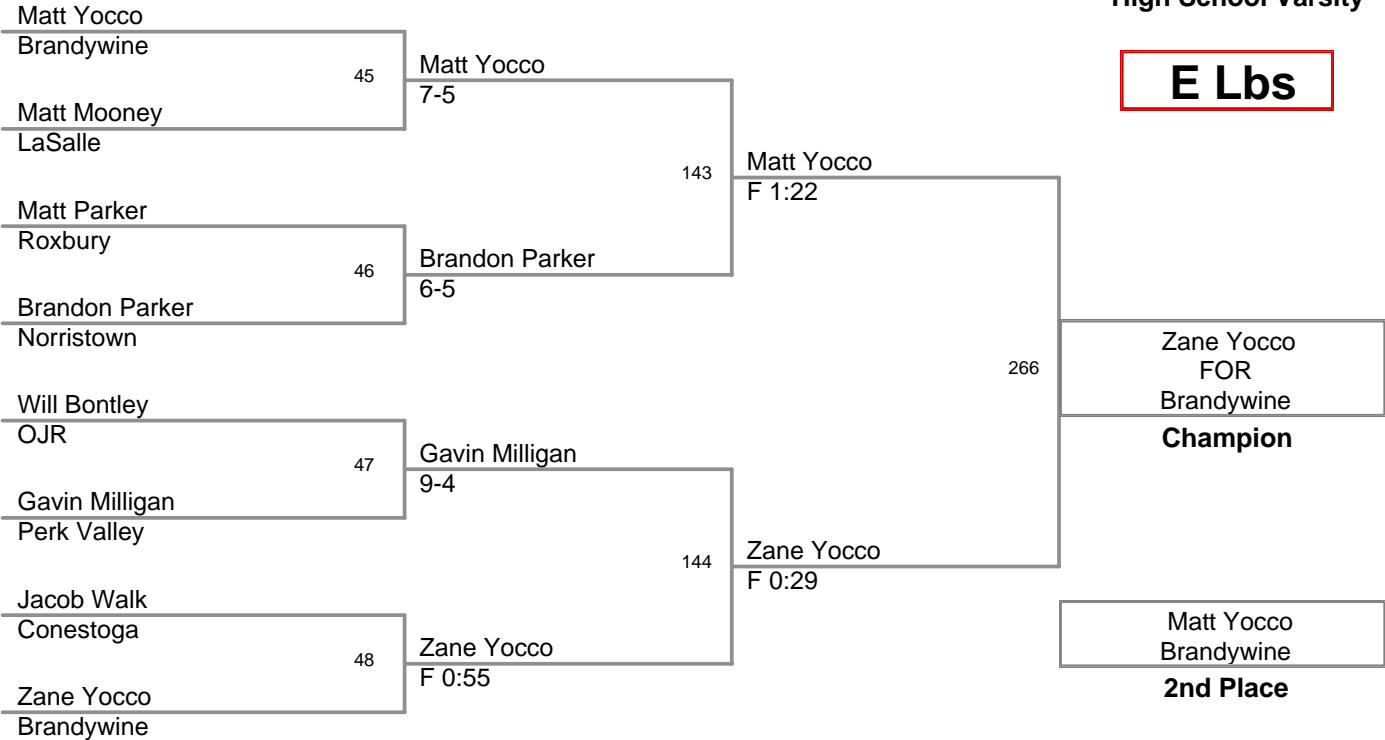 High School Varsity
E Lbs
Matt Yocco
Brandywine
45
Matt Mooney
LaSalle
Matt Yocco
7-5
Matt Parker
Roxbury
46
Brandon Parker
Norristown
Brandon Parker
6-5
143
Matt Yocco
F 1:22
Will Bontley
OJR
47
Gavin Milligan
Perk Valley
Gavin Milligan
9-4
Jacob Walk
Conestoga
48
Zane Yocco
Brandywine
Zane Yocco
F 0:55
144
Zane Yocco
F 0:29
266
Zane Yocco
FOR
Brandywine
Champion
Matt Yocco
Brandywine
2nd Place